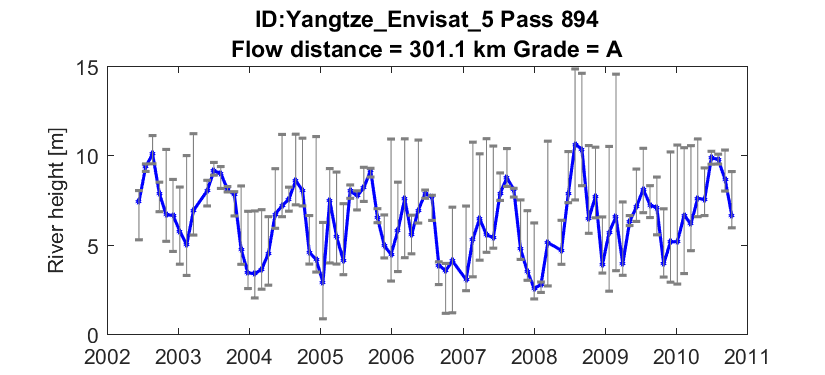 ID:Yangtze_Envisat_5 Pass 894
Flow distance = 301.1 km Grade = A
River height [m]
15
10
5
0
2002 2003 2004 2005 2006 2007 2008 2009 2010 2011